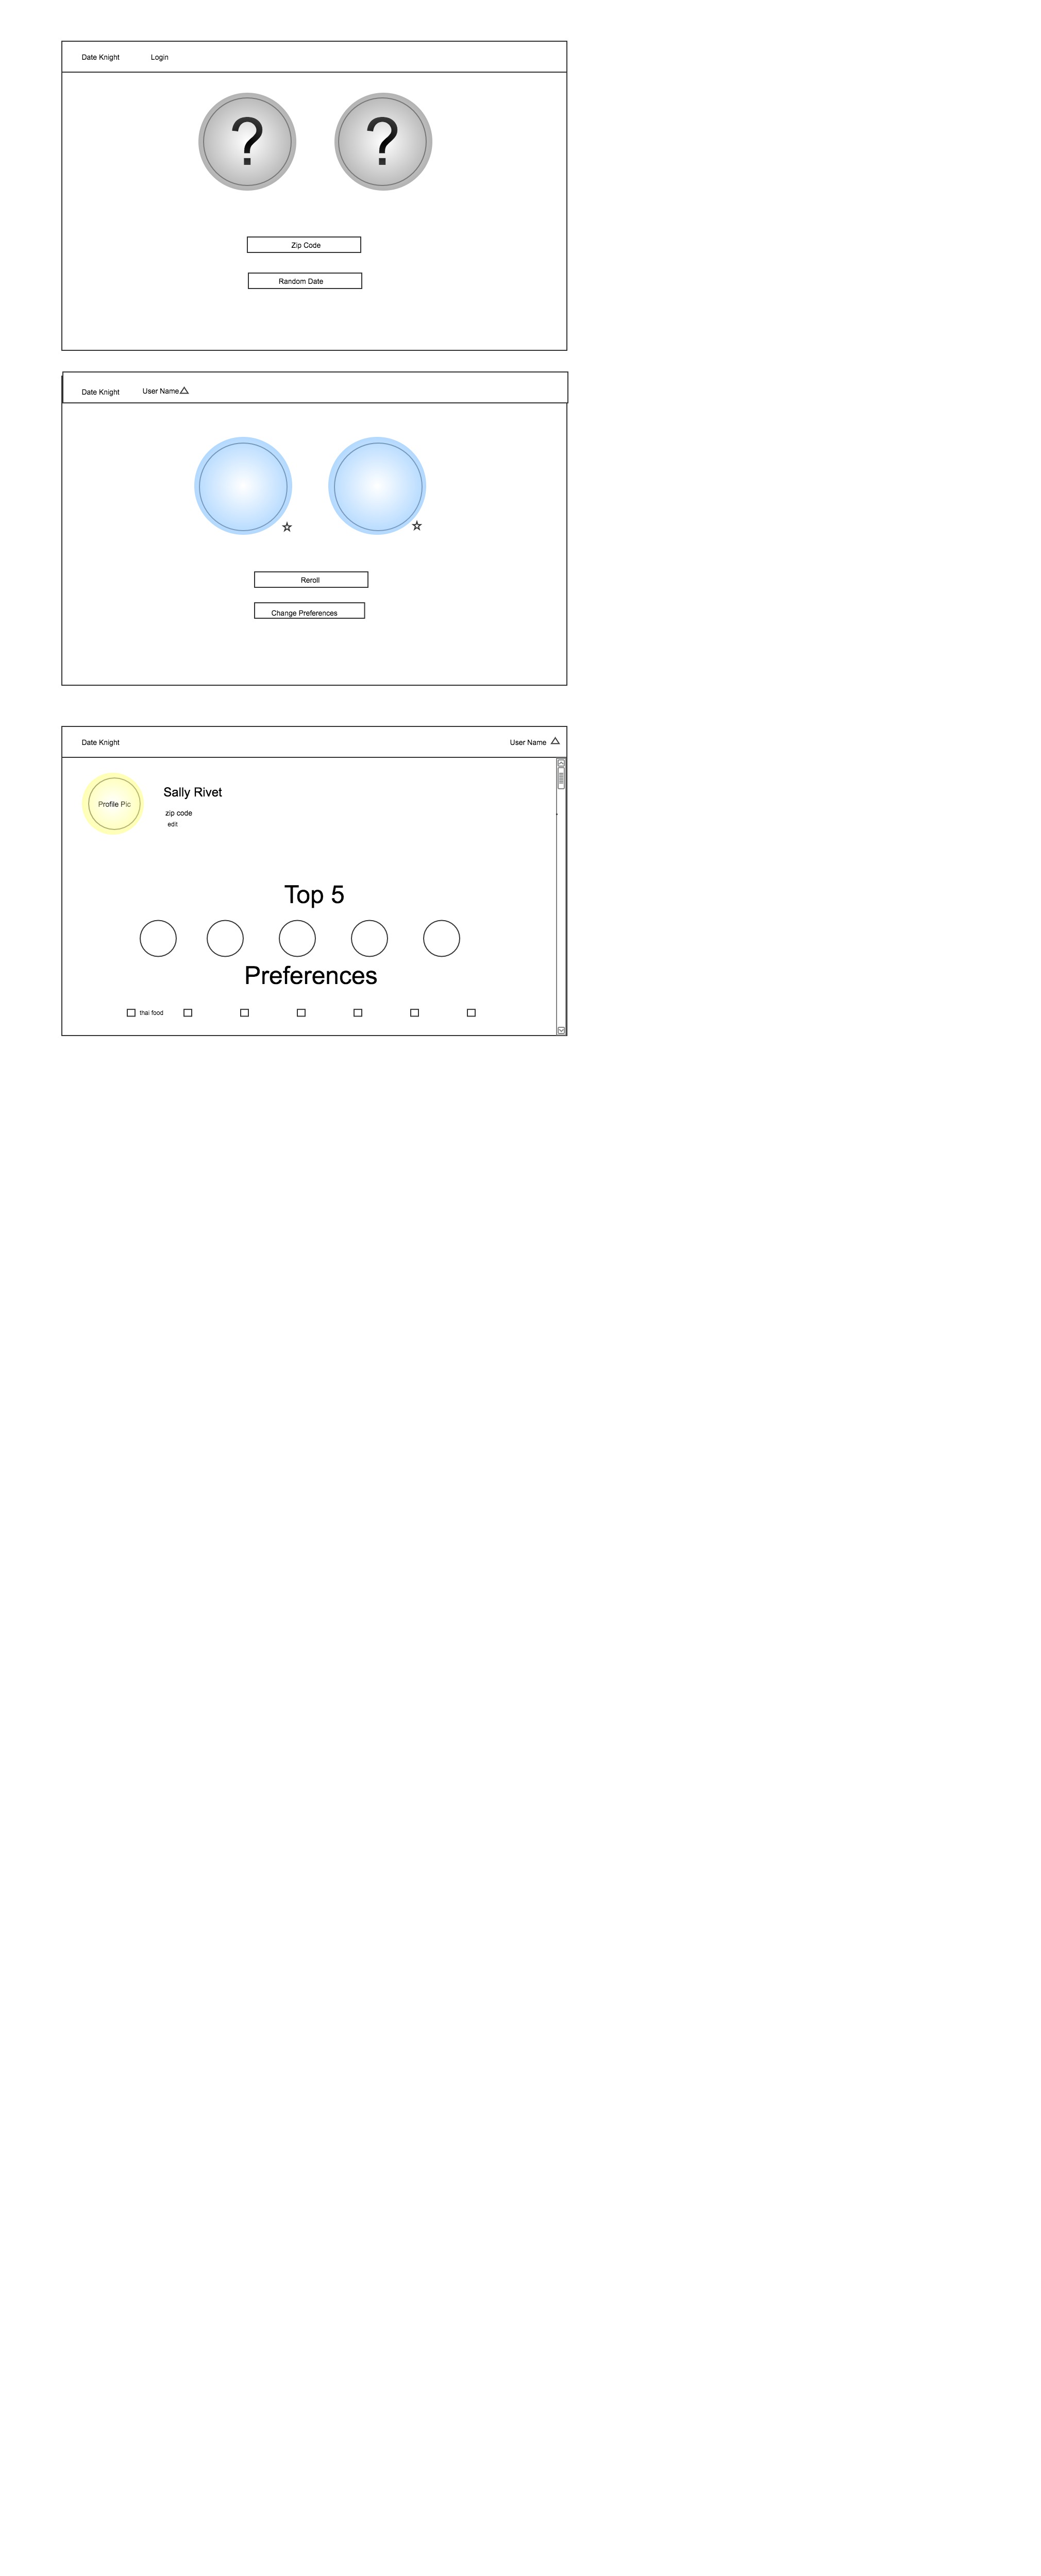 Date Knight Login
? ?
Zip Code
Random Date
Date Knight User Name
Reroll
Change Preferences
Date Knight User Name
Profile Pic
Sally Rivet
zip code
edit
Top 5
Preferences
thai food